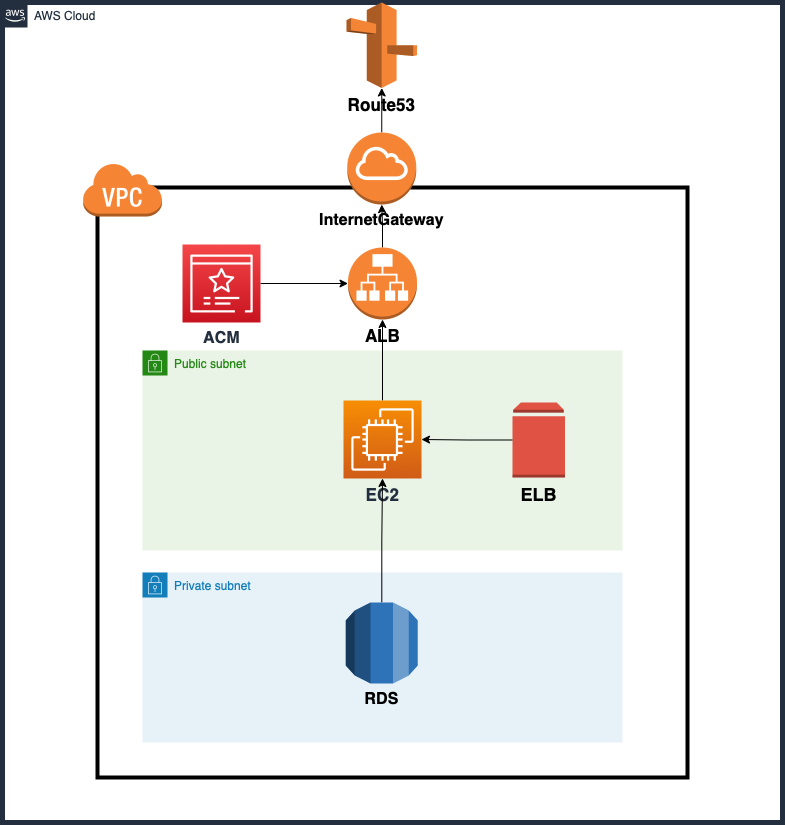 aws
AWS Cloud
Route53
VPC
InternetGateway
ACM
ALB
Public subnet
EC2
ELB
Private subnet
RDS